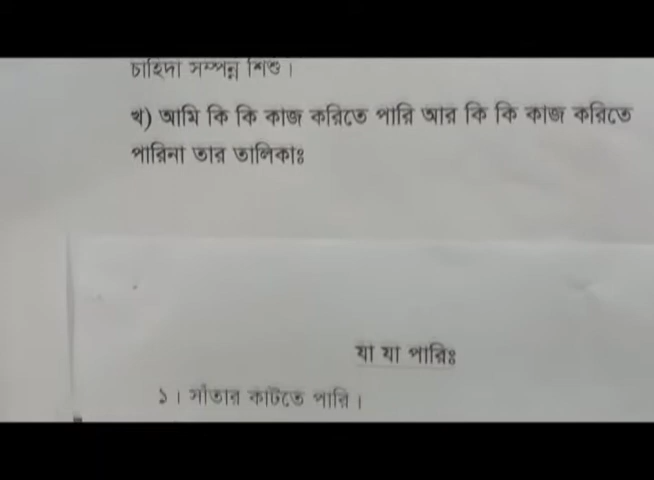 চাহিদা সম্পন্ন শিশু।
খ) আমি কি কি কাজ করিতে পারি আর কি কি কাজ করিতে
পারিনা তার তালিকাঃ
যা যা পারিঃ
১। সাঁতার কাটতে পারি।